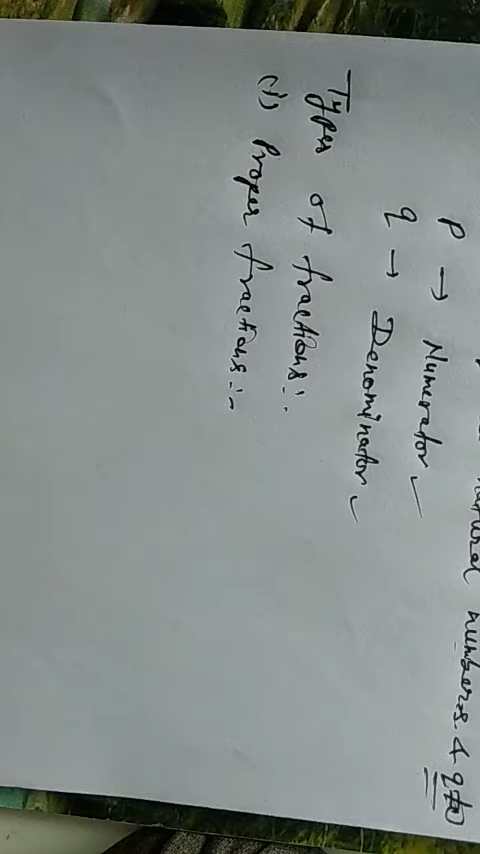 natural numbers & q≠0
p → Numerator ✓
q → Denominator ✓
Types of fractions:-
(i) Proper fractions:-